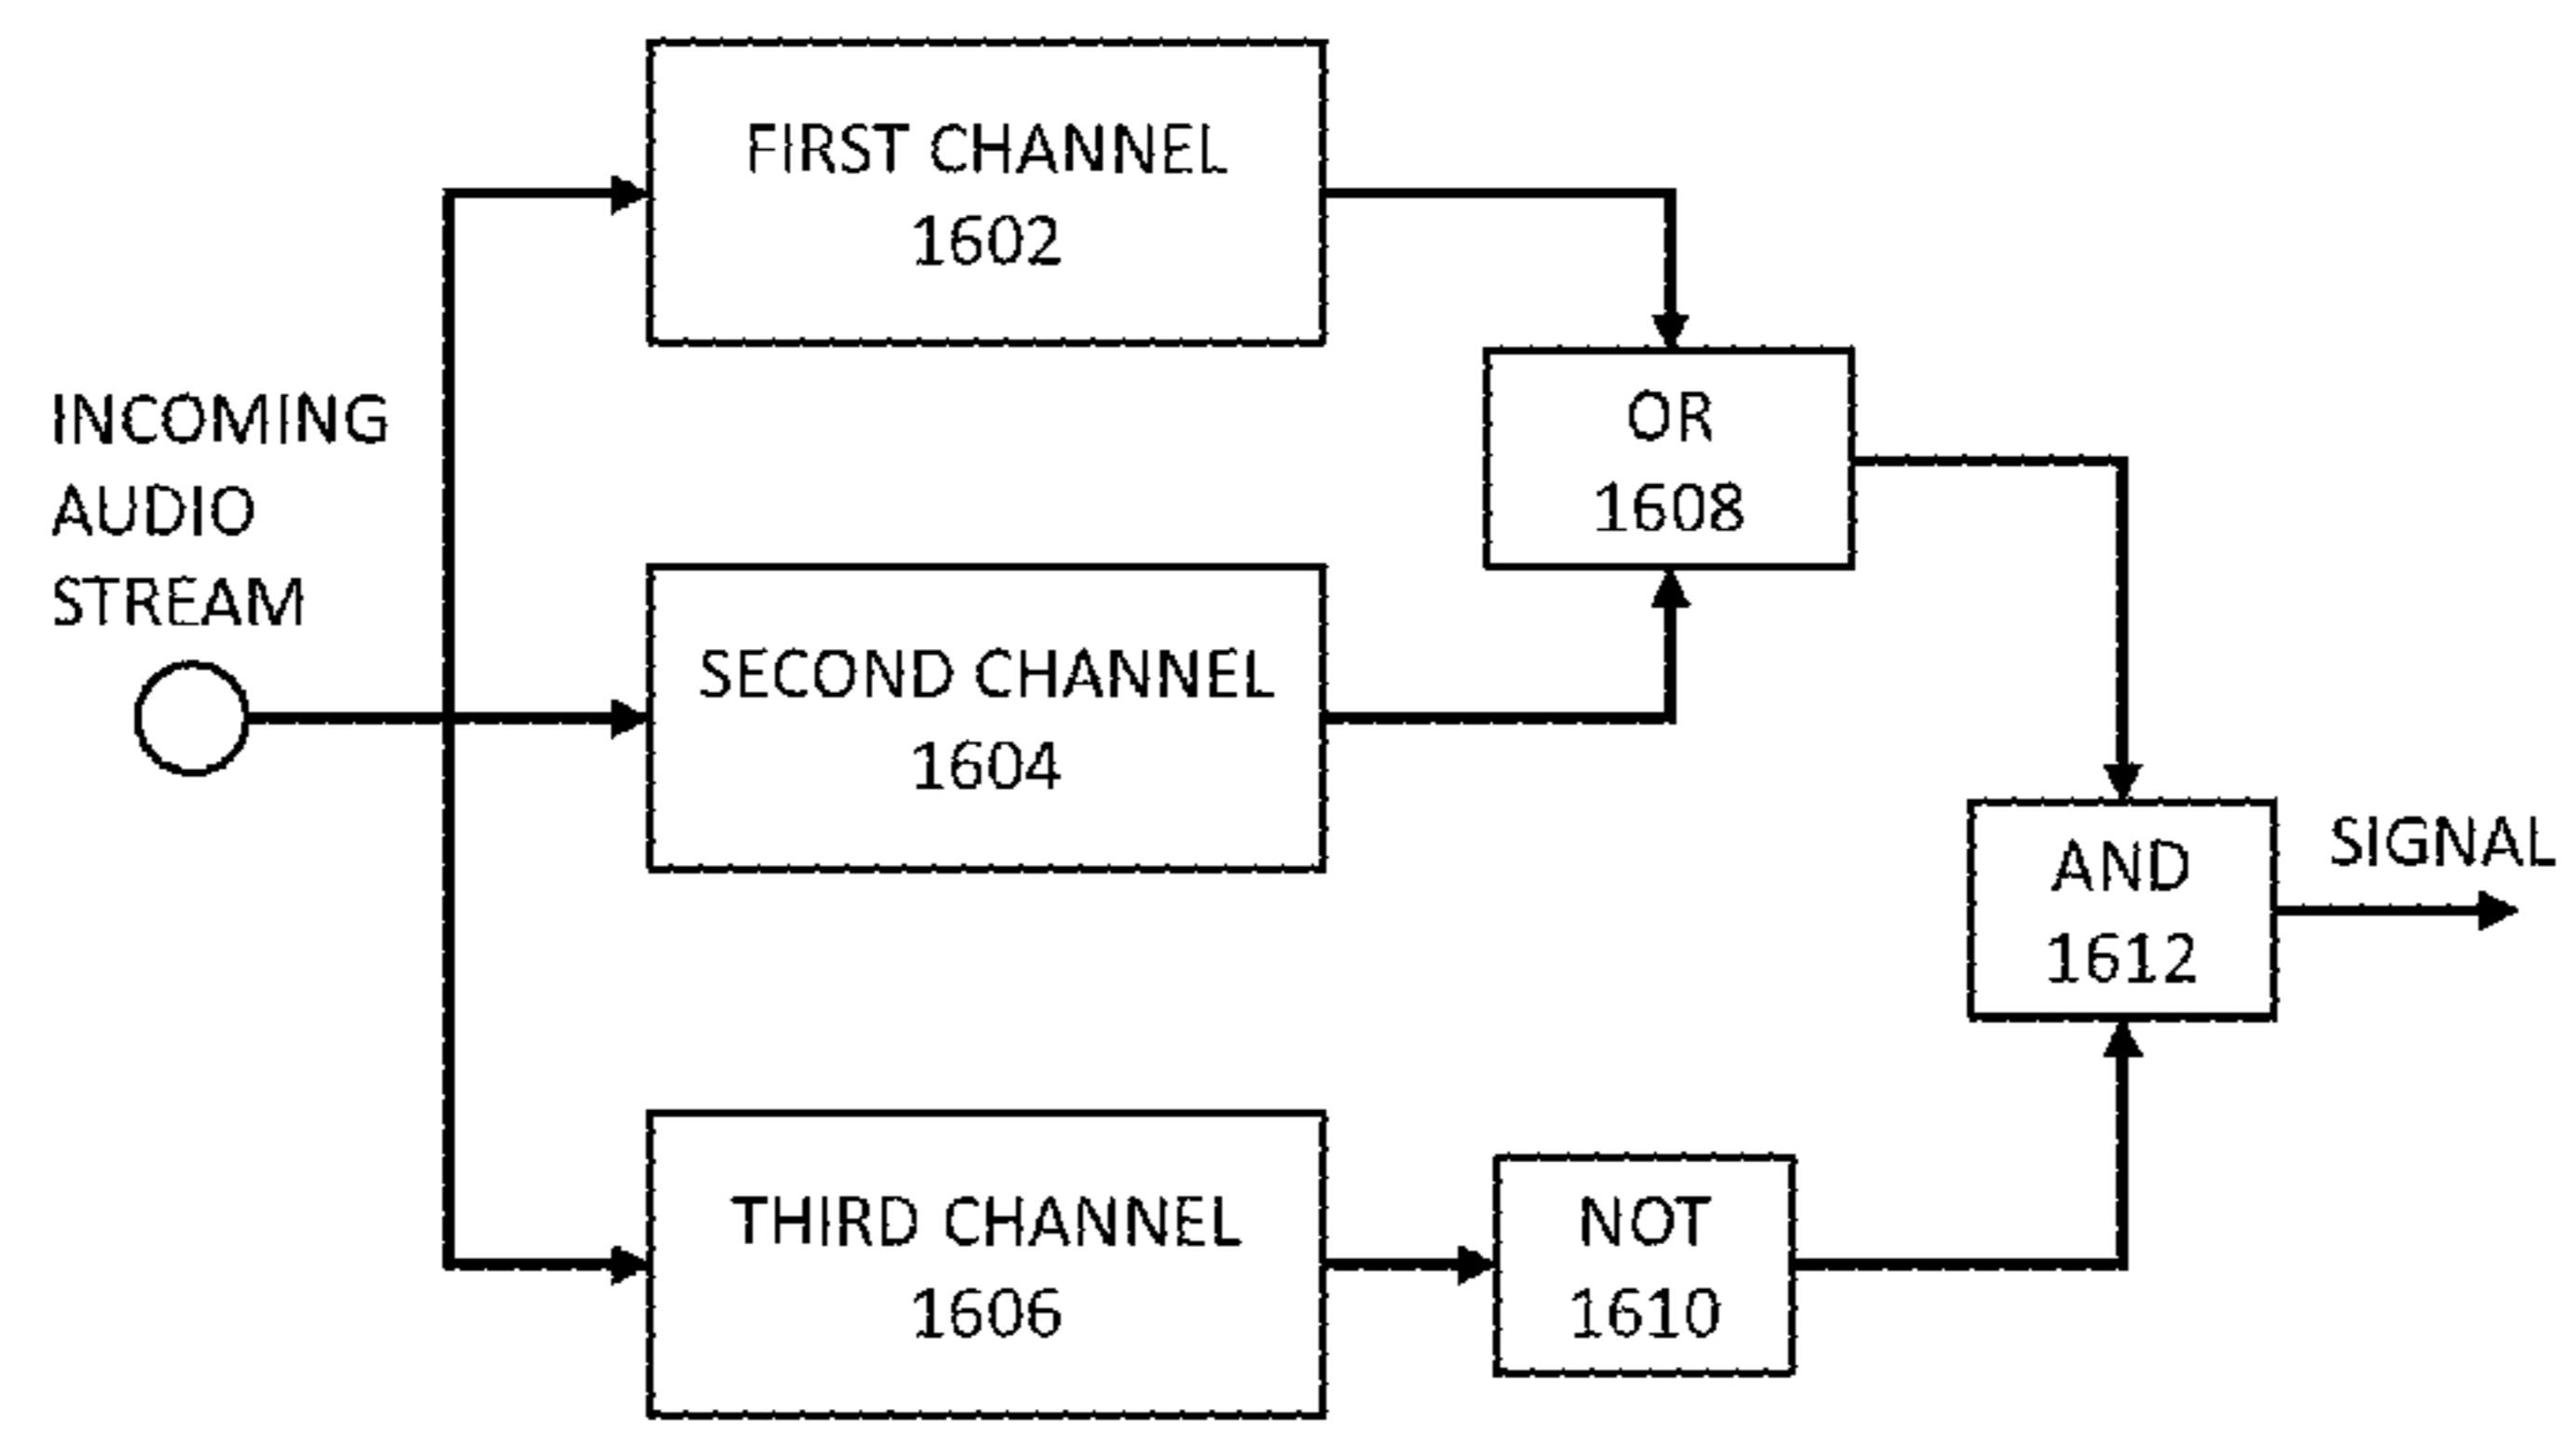 FIRST CHANNEL
1602
INCOMING
AUDIO
STREAM
OR
1608
SECOND CHANNEL
1604
AND
1612
SIGNAL
THIRD CHANNEL
1606
NOT
1610